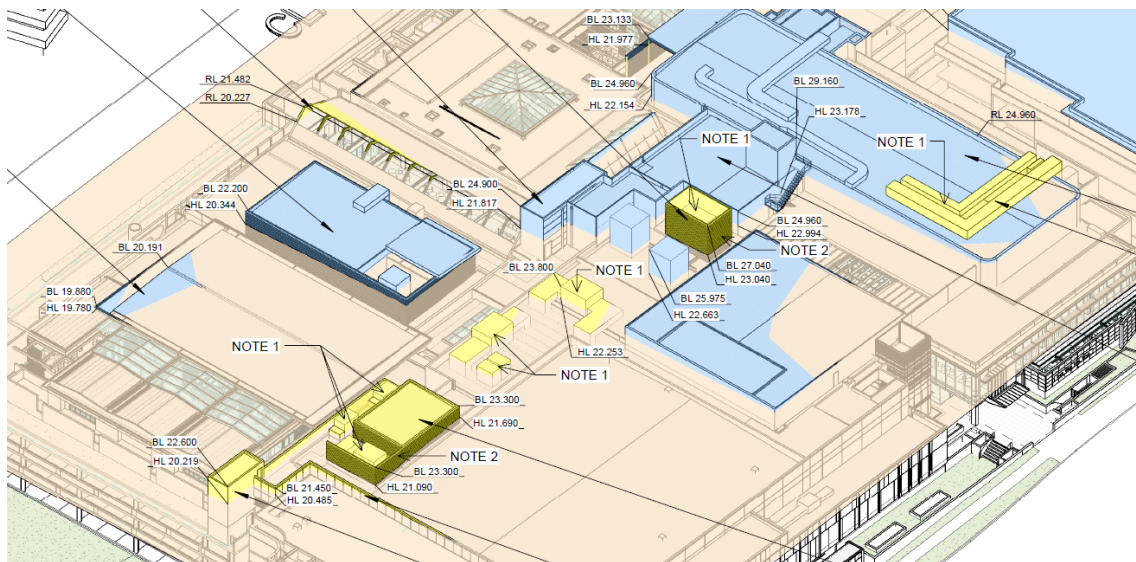 BL 23.133
HL 21.977
RL 21.482
RL 20.227
BL 24.960
HL 22.154
BL 29.160
HL 23.178
RL 24.960
NOTE 1
NOTE 1
BL 22.200
HL 20.344
BL 24.900
HL 21.817
BL 24.960
HL 22.994
NOTE 2
BL 20.191
BL 23.800
NOTE 1
BL 27.040
HL 23.040
BL 19.880
HL 19.780
BL 25.975
HL 22.663
NOTE 1
HL 22.253
NOTE 1
BL 23.300
HL 21.690
BL 22.600
HL 20.219
NOTE 2
BL 23.300
HL 21.090
BL 21.450
HL 20.485